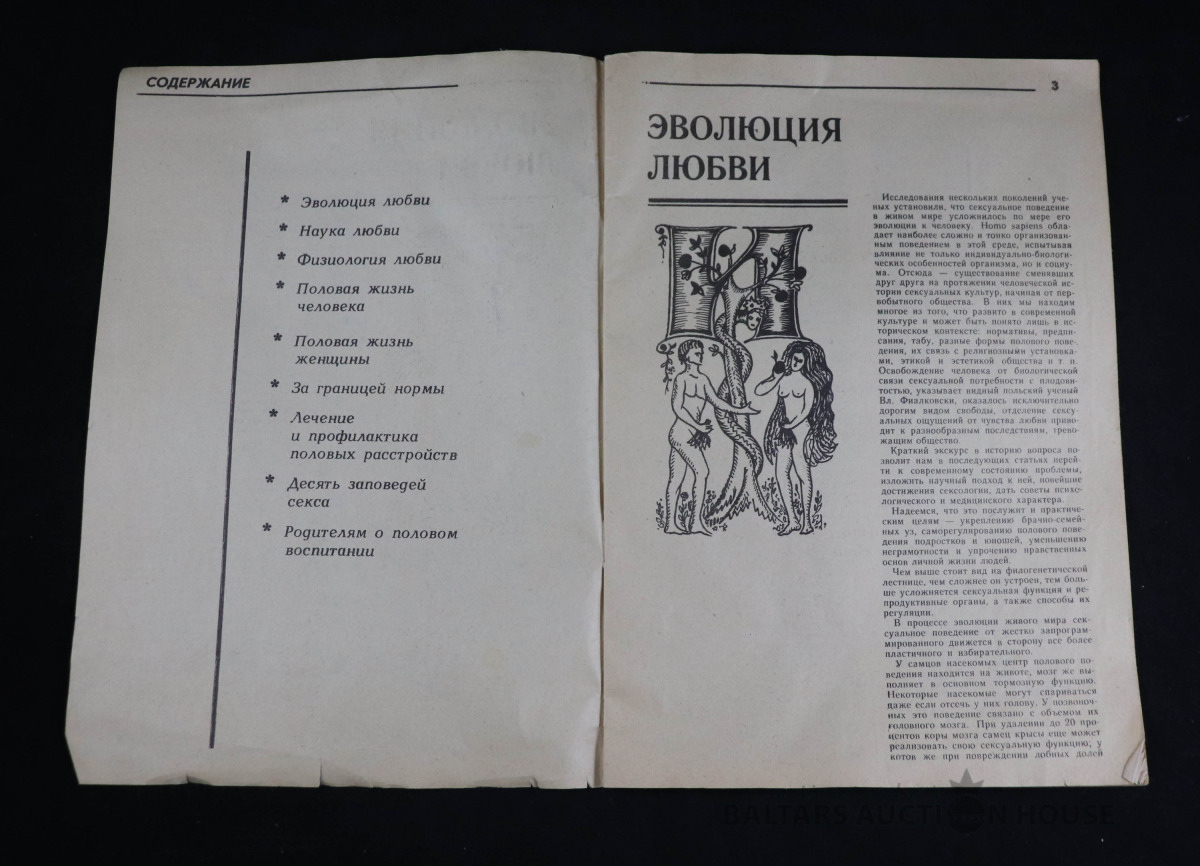 СОДЕРЖАНИЕ
* Эволюция любви
* Наука любви
* Физиология любви
* Половая жизнь
человека
* Половая жизнь
женщины
* За границей нормы
* Лечение
и профилактика
половых расстройств
* Десять заповедей
секса
* Родителям о половом
воспитании
3
ЭВОЛЮЦИЯ
ЛЮБВИ
Исследования нескольких поколений уче-
ных установили, что сексуальное поведение
в живом мире усложнилось по мере его
эволюции к человеку. Homo sapiens обла-
дает наиболее сложно и тонко организован-
ным поведением в этой среде, испытывая
влияние не только индивидуально-биологи-
ческих особенностей организма, но и социу-
ма. Отсюда — существование сменявших
друг друга на протяжении человеческой ис-
тории сексуальных культур, начиная от пер-
вобытного общества. В них мы находим
многое из того, что развито в современной
культуре и может быть понято лишь в ис-
торическом контексте: нормативы, предпи-
сания, табу, разные формы полового пове-
дения, их связь с религиозными установка-
ми, этикой и эстетикой общества и т. п.
Освобождение человека от биологической
связи сексуальной потребности с плодови-
тостью, указывает видный польский ученый
Вл. Фиалковски, оказалось исключительно
дорогим видом свободы, отделение сексу-
альных ощущений от чувства любви приво-
дит к разнообразным последствиям, трево-
жащим общество.
Краткий экскурс в историю вопроса по-
зволит нам в последующих статьях перей-
ти к современному состоянию проблемы,
изложить научный подход к ней, новейшие
достижения сексологии, дать советы психо-
логического и медицинского характера.
Надеемся, что это послужит и практиче-
ским целям — укреплению брачно-семей-
ных уз, саморегулированию полового пове-
дения подростков и юношей, уменьшению
неграмотности и упрочению нравственных
основ личной жизни людей.
Чем выше стоит вид на филогенетической
лестнице, чем сложнее он устроен, тем боль-
ше усложняется сексуальная функция и ре-
продуктивные органы, а также способы их
регуляции.
В процессе эволюции живого мира сек-
суальное поведение от жестко запрограм-
мированного движется в сторону все более
пластичного и избирательного.
У самцов насекомых центр полового по-
ведения находится на животе, мозг же вы-
полняет в основном тормозную функцию.
Некоторые насекомые могут спариваться
даже если отсечь у них голову. У позвоноч-
ных это поведение связано с объемом их
головного мозга. При удалении до 20 про-
центов коры мозга самец крысы еще может
реализовать свою сексуальную функцию, у
котов же при повреждении лобных долей
BALTARS AUCTION HOUSE